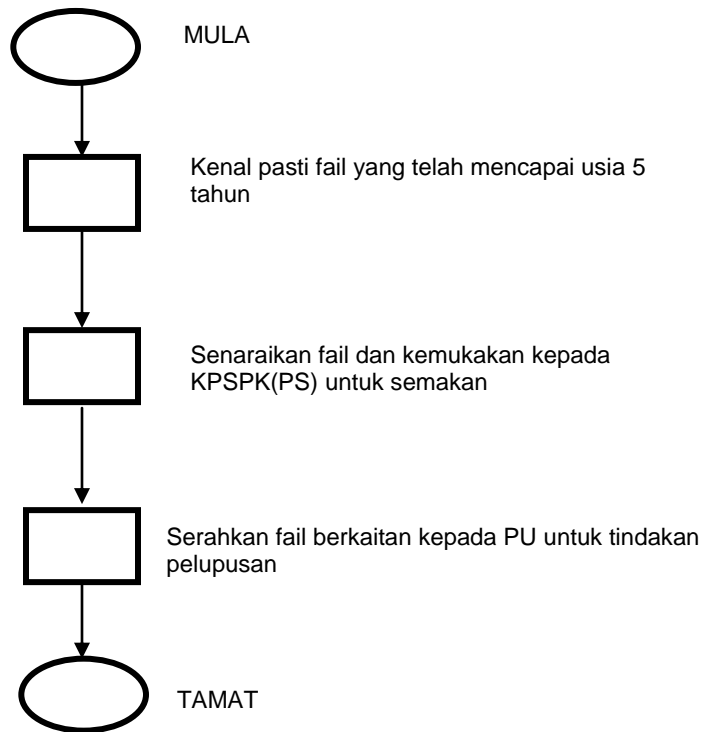 MULA
Kenal pasti fail yang telah mencapai usia 5
tahun
Senaraikan fail dan kemukakan kepada
KPSPK(PS) untuk semakan
Serahkan fail berkaitan kepada PU untuk tindakan
pelupusan
TAMAT